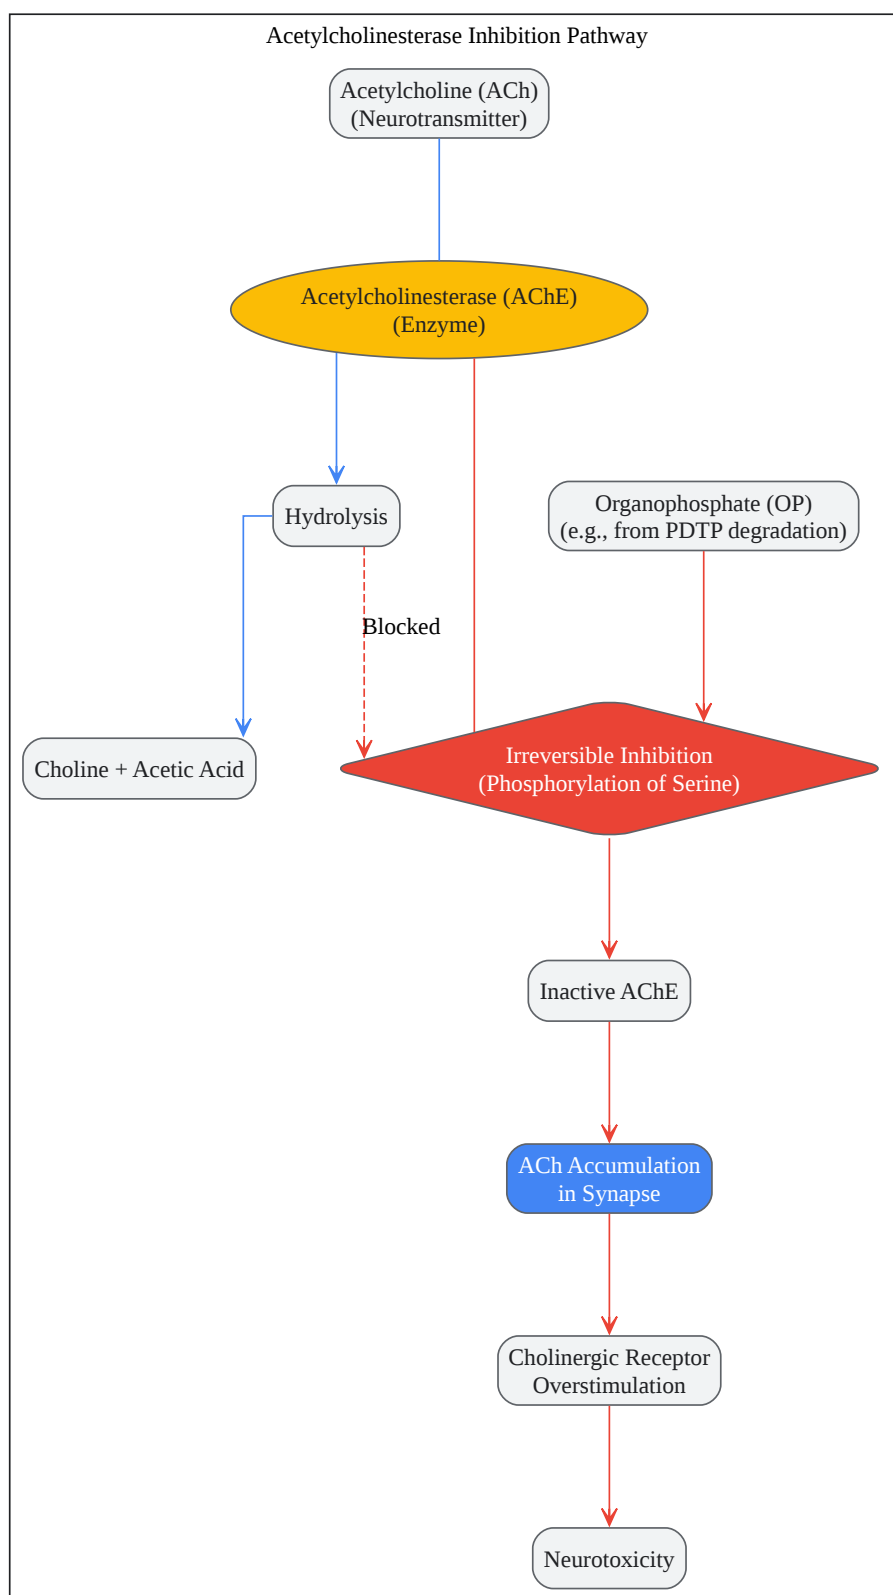 Acetylcholinesterase Inhibition Pathway
Acetylcholine (ACh)
(Neurotransmitter)
Acetylcholinesterase (AChE)
(Enzyme)
Hydrolysis
Organophosphate (OP)
(e.g., from PDTP degradation)
Blocked
Choline + Acetic Acid
Irreversible Inhibition
(Phosphorylation of Serine)
Inactive AChE
ACh Accumulation
in Synapse
Cholinergic Receptor
Overstimulation
Neurotoxicity